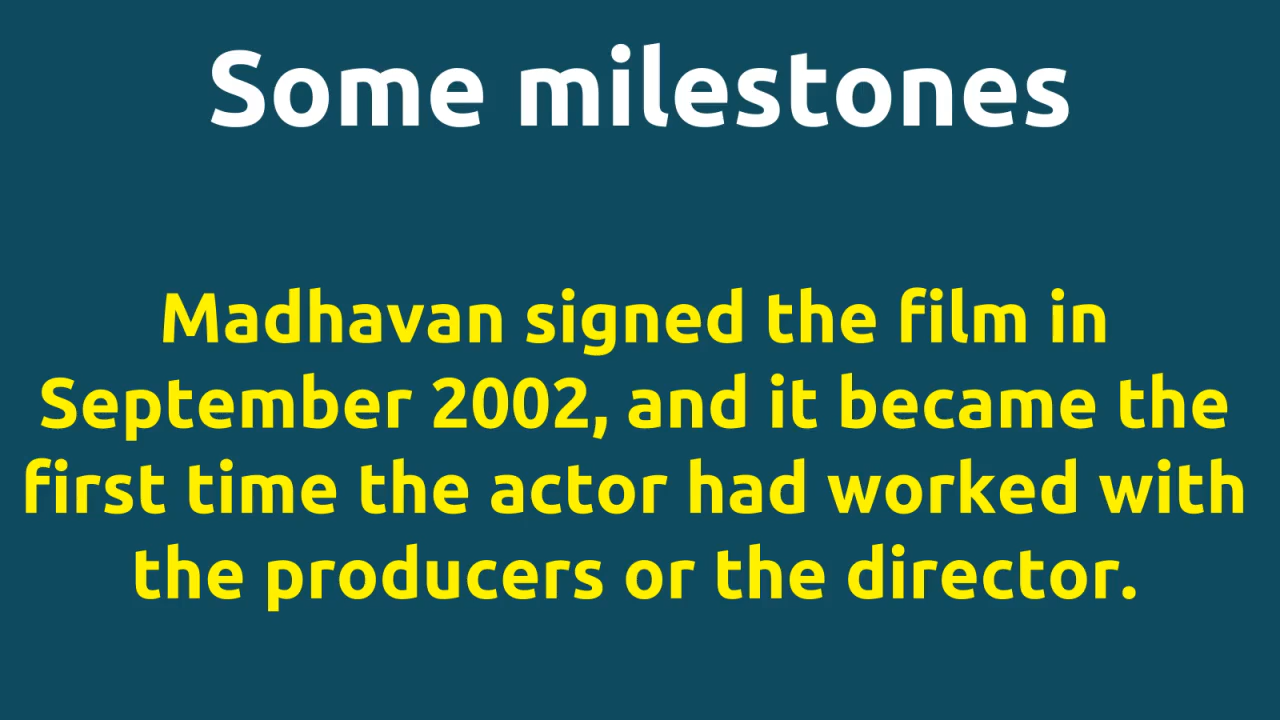 Some milestones
Madhavan signed the film in
September 2002, and it became the
first time the actor had worked with
the producers or the director.